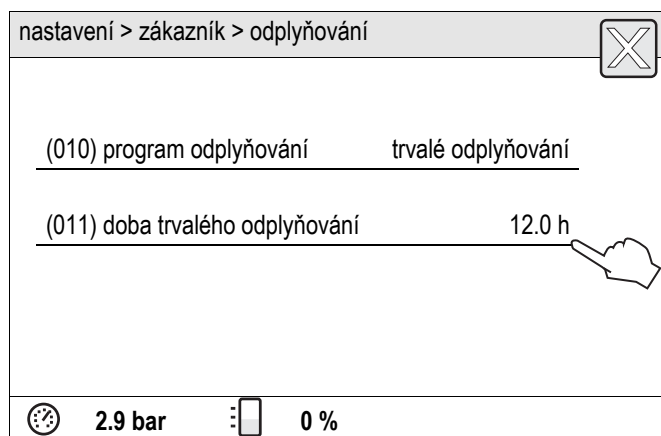 nastavení > zákazník > odplyňování
(010) program odplyňování trvalé odplyňování
(011) doba trvalého odplyňování 12.0 h
2.9 bar 0 %